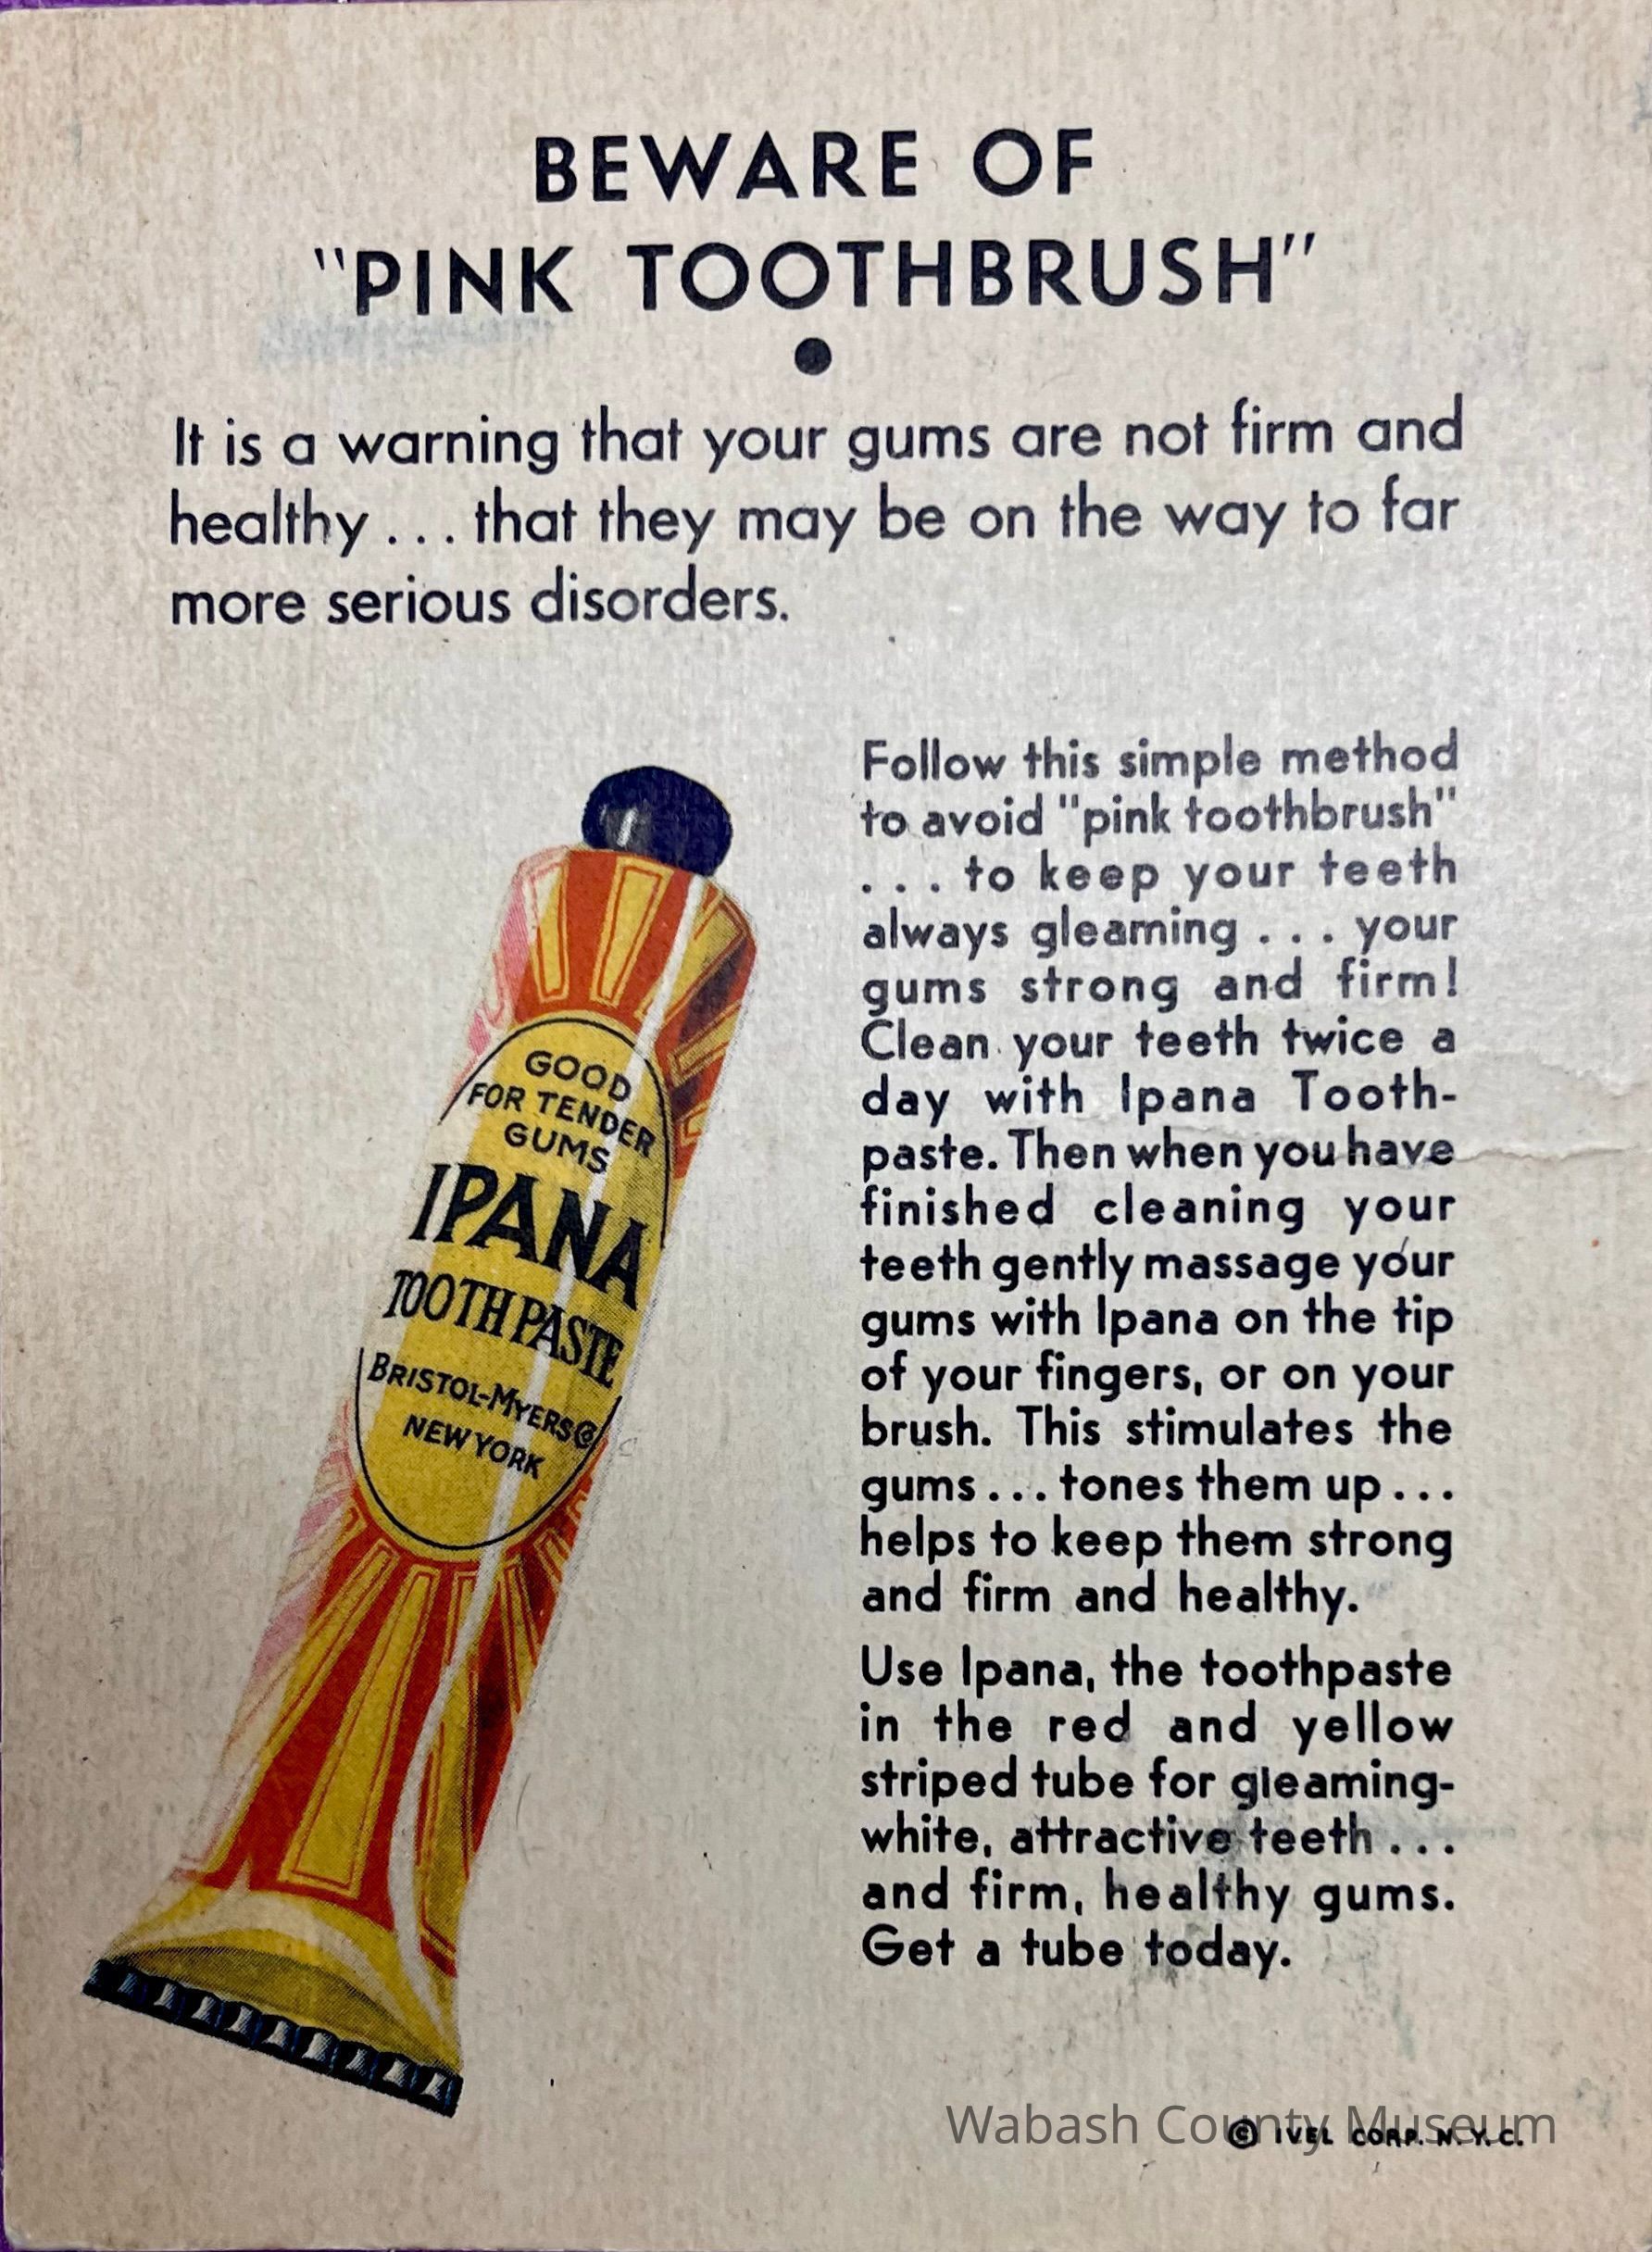 BEWARE OF
"PINK TOOTHBRUSH"
It is a warning that your gums are not firm and
healthy . . . that they may be on the way to far
more serious disorders.
GOOD
FOR TENDER
GUMS
IPANA
TOOTH PASTE
BRISTOL-MYERS Co
NEW YORK
Follow this simple method
to avoid "pink toothbrush"
. . . to keep your teeth
always gleaming . . . your
gums strong and firm!
Clean your teeth twice a
day with Ipana Tooth-
paste. Then when you have
finished cleaning your
teeth gently massage your
gums with Ipana on the tip
of your fingers, or on your
brush. This stimulates the
gums . . . tones them up . . .
helps to keep them strong
and firm and healthy.
Use Ipana, the toothpaste
in the red and yellow
striped tube for gleaming-
white, attractive teeth . . .
and firm, healthy gums.
Get a tube today.
Wabash County Museum
© IVEL CORP. N.Y.C.